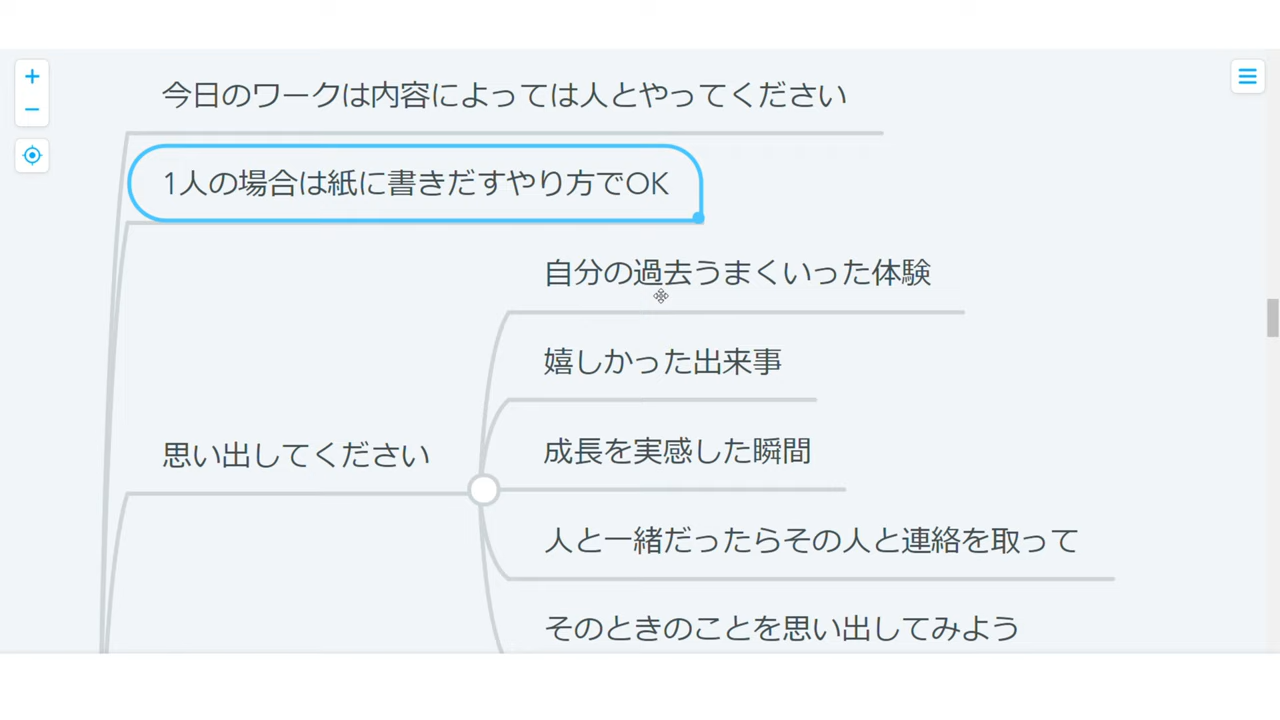 今日のワークは内容によっては人とやってください
1人の場合は紙に書きだすやり方でOK
自分の過去うまくいった体験
嬉しかった出来事
成長を実感した瞬間
思い出してください
人と一緒だったらその人と連絡を取って
そのときのことを思い出してみよう